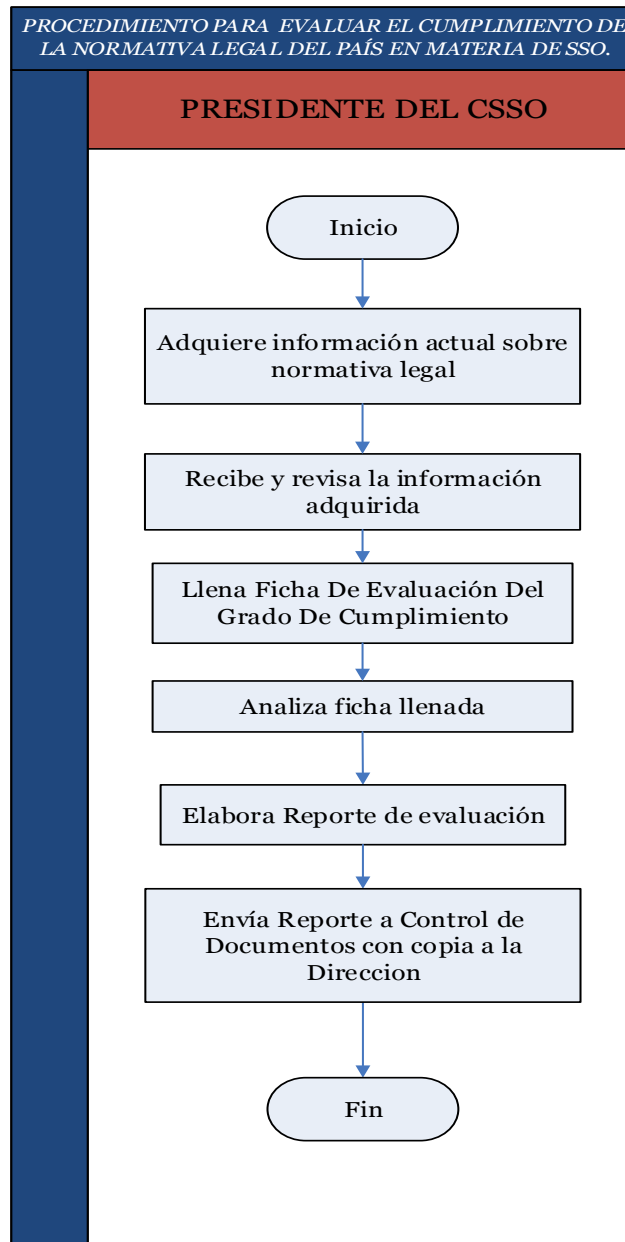 PROCEDIMIENTO PARA EVALUAR EL CUMPLIMIENTO DE
LA NORMATIVA LEGAL DEL PAÍS EN MATERIA DE SSO.
PRESIDENTE DEL CSSO
Inicio
Adquiere información actual sobre
normativa legal
Recibe y revisa la información
adquirida
Llena Ficha De Evaluación Del
Grado De Cumplimiento
Analiza ficha llenada
Elabora Reporte de evaluación
Envía Reporte a Control de
Documentos con copia a la
Direccion
Fin